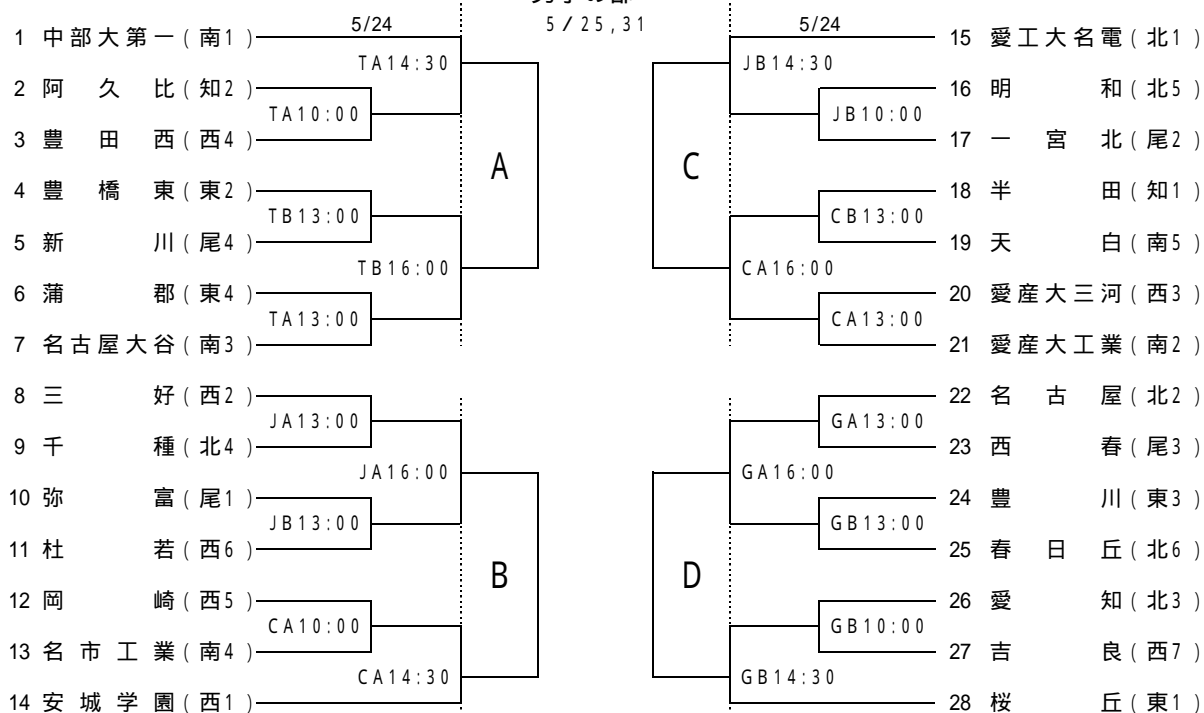 5/24
5/25,31
5/24
1 中部大第一(南1)
2 阿久比(知2)
3 豊田西(西4)
4 豊橋東(東2)
5 新川(尾4)
6 蒲郡(東4)
7 名古屋大谷(南3)
8 三好(西2)
9 千種(北4)
10 弥富(尾1)
11 杜若(西6)
12 岡崎(西5)
13 名市工業(南4)
14 安城学園(西1)
TA14:30
TA10:00
TB13:00
TB16:00
TA13:00
JA13:00
JA16:00
JB13:00
CA10:00
CA14:30
A
B
C
D
JB14:30
JB10:00
CB13:00
CA16:00
CA13:00
GA13:00
GA16:00
GB13:00
GB10:00
GB14:30
15 愛工大名電(北1)
16 明和(北5)
17 一宮北(尾2)
18 半田(知1)
19 天白(南5)
20 愛産大三河(西3)
21 愛産大工業(南2)
22 名古屋(北2)
23 西春(尾3)
24 豊川(東3)
25 春日丘(北6)
26 愛知(北3)
27 吉良(西7)
28 桜丘(東1)